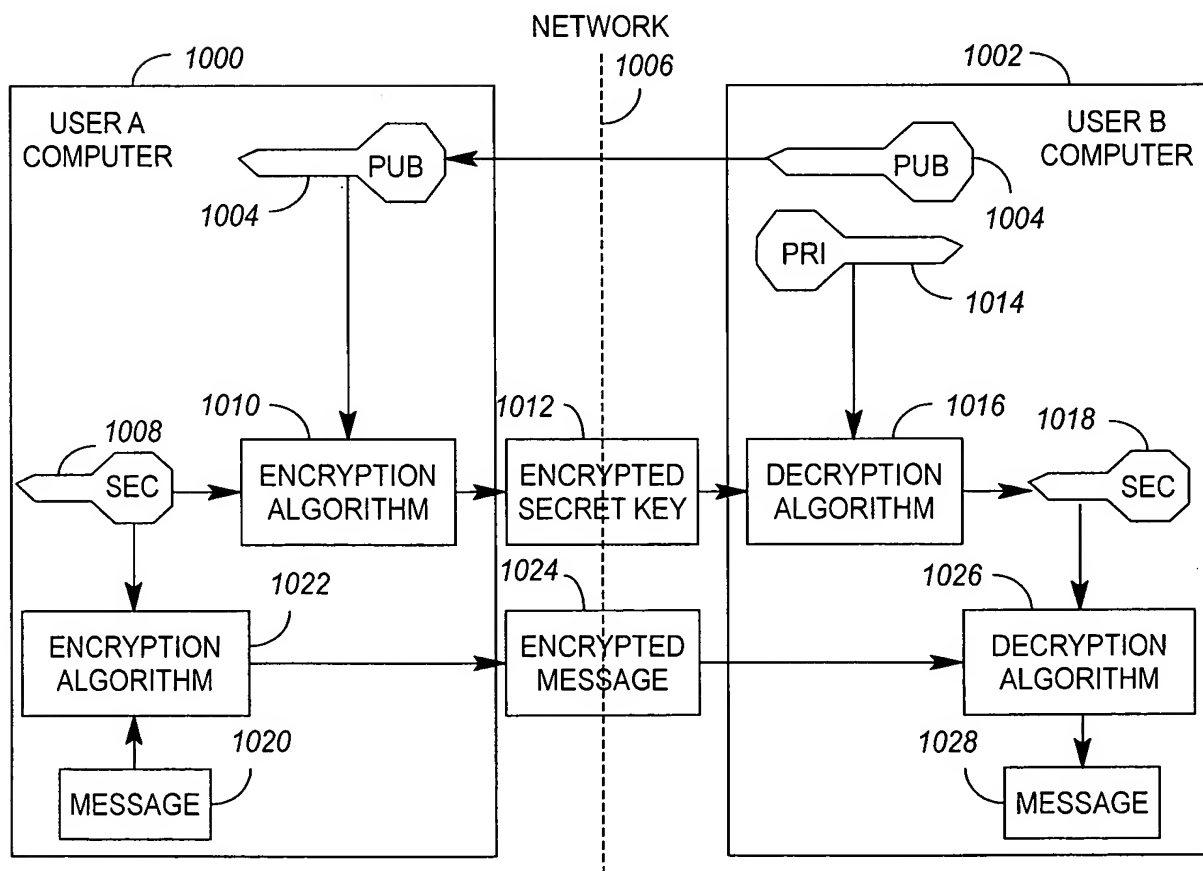 NETWORK
1000
1006
1002
USER A
COMPUTER
USER B
COMPUTER
PUB
PUB
1004
1004
PRI
1014
1010
1012
1016
1008
1018
SEC
ENCRYPTION
ALGORITHM
ENCRYPTED
SECRET KEY
DECRYPTION
ALGORITHM
SEC
1022
1024
1026
ENCRYPTION
ALGORITHM
ENCRYPTED
MESSAGE
DECRYPTION
ALGORITHM
1020
1028
MESSAGE
MESSAGE